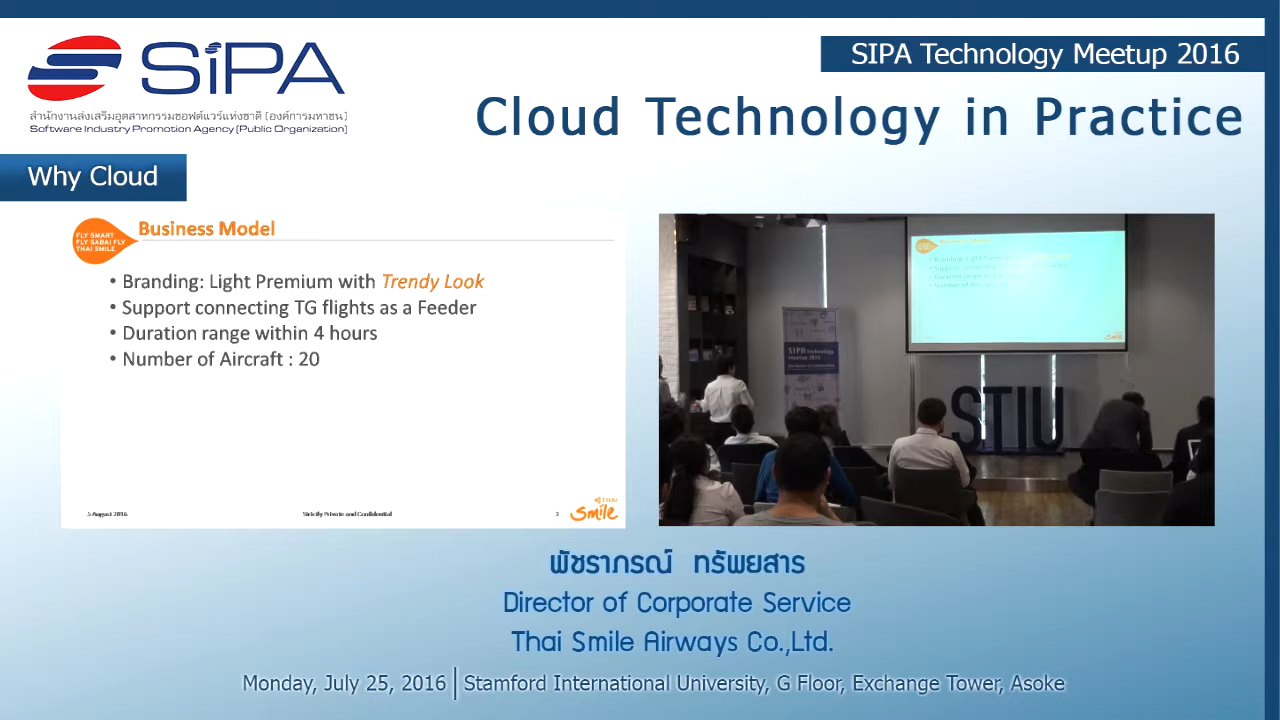 SiPA
สำนักงานส่งเสริมอุตสาหกรรมซอฟต์แวร์แห่งชาติ (องค์การมหาชน)
Software Industry Promotion Agency (Public Organization)
SIPA Technology Meetup 2016
Cloud Technology in Practice
Why Cloud
FLY SMART
FLY SABAI FLY
THAI SMILE
Business Model
• Branding: Light Premium with Trendy Look
• Support connecting TG flights as a Feeder
• Duration range within 4 hours
• Number of Aircraft : 20
5 August 2016
Strictly Private and Confidential
2
THAI
Smile
SIPA Technology
Meetup 2016
STIU
พัชราภรณ์ ทรัพยสาร
Director of Corporate Service
Thai Smile Airways Co.,Ltd.
Monday, July 25, 2016 | Stamford International University, G Floor, Exchange Tower, Asoke